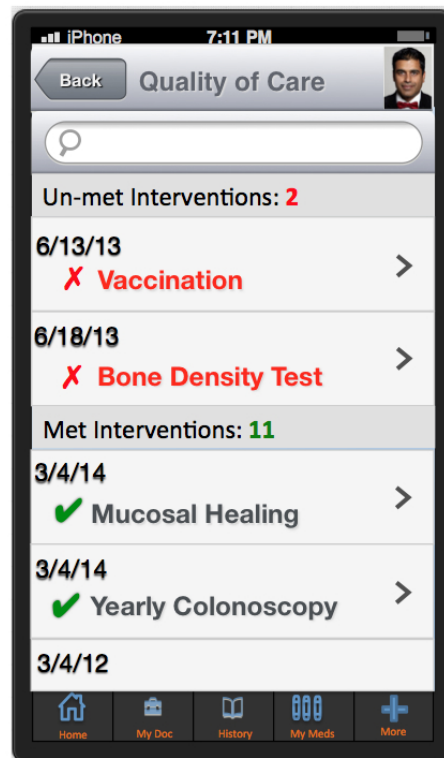 iPhone 7:11 PM
Back Quality of Care
Un-met Interventions: 2
6/13/13
✗ Vaccination
6/18/13
✗ Bone Density Test
Met Interventions: 11
3/4/14
✔ Mucosal Healing
3/4/14
✔ Yearly Colonoscopy
3/4/12
Home My Doc History My Meds More